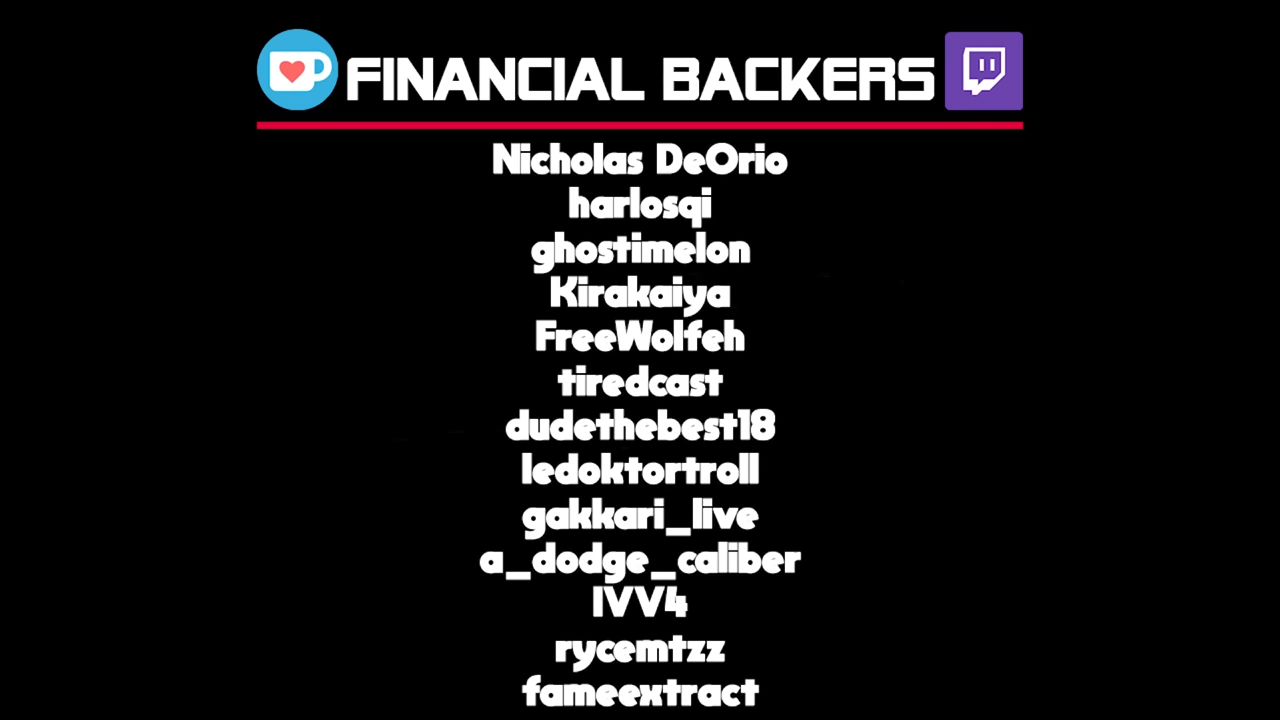 FINANCIAL BACKERS
Nicholas DeOrio
harlosqi
ghostimelon
Kirakaiya
FreeWolfeh
tiredcast
dudethebest18
ledoktortroll
gakkari_live
a_dodge_caliber
IVV4
rycemtzz
fameextract